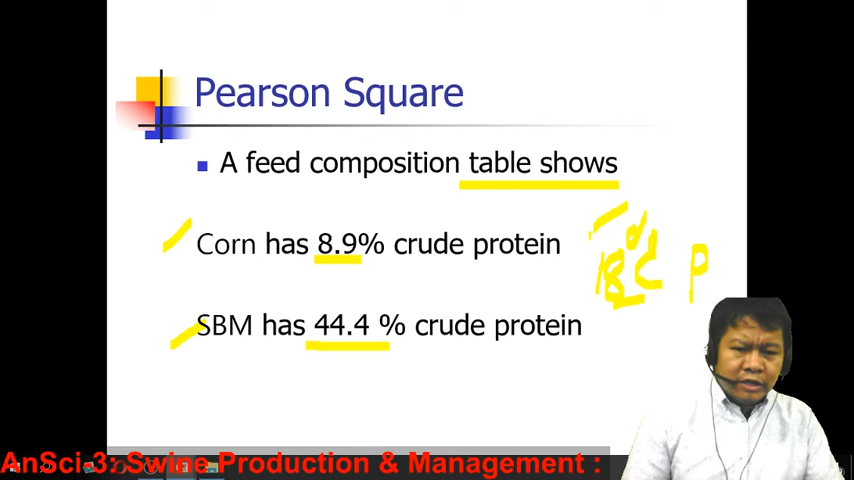 Pearson Square
A feed composition table shows
Corn has 8.9% crude protein
18% C P
SBM has 44.4 % crude protein
AnSci 3: Swine Production & Management :